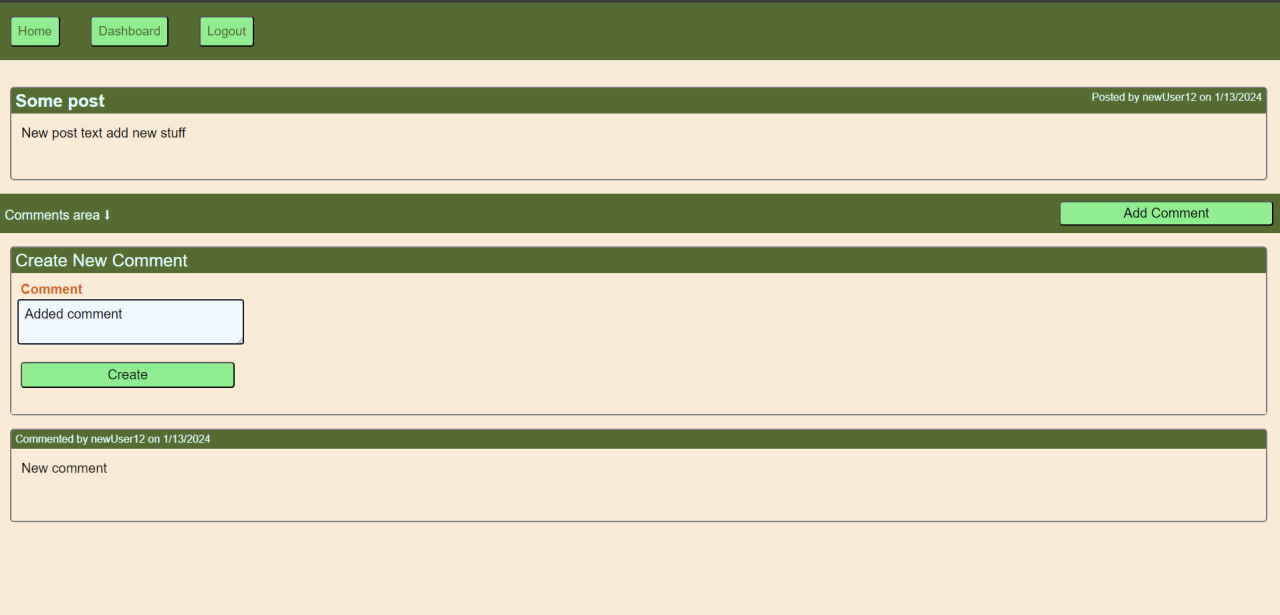 Home Dashboard Logout
Some post Posted by newUser12 on 1/13/2024
New post text add new stuff
Comments area ⬇ Add Comment
Create New Comment
Comment
Added comment
Create
Commented by newUser12 on 1/13/2024
New comment